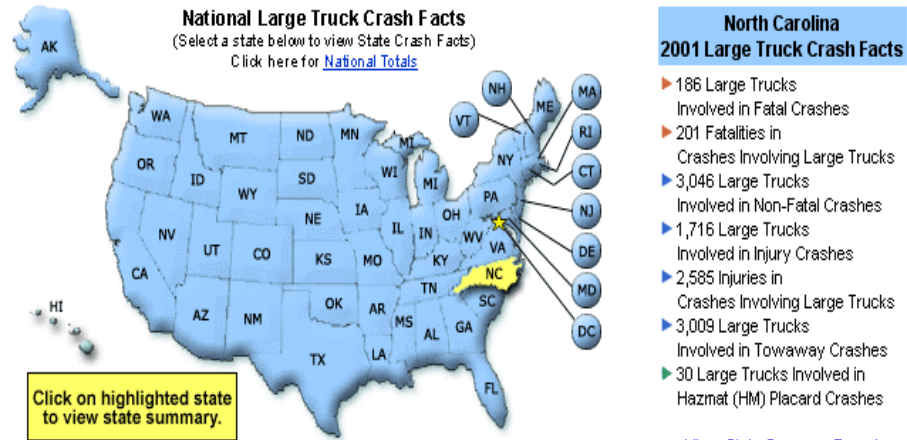 National Large Truck Crash Facts
(Select a state below to view State Crash Facts)
Click here for National Totals
AK
WA
OR
CA
ID
NV
MT
WY
UT
AZ
CO
NM
ND
SD
NE
KS
OK
TX
MN
IA
MO
AR
LA
WI
IL
MI
MI
IN
OH
KY
TN
MS
AL
GA
FL
SC
NC
VA
WV
PA
NY
VT
NH
ME
MA
RI
CT
NJ
DE
MD
DC
HI
Click on highlighted state
to view state summary.
North Carolina
2001 Large Truck Crash Facts
186 Large Trucks
Involved in Fatal Crashes
201 Fatalities in
Crashes Involving Large Trucks
3,046 Large Trucks
Involved in Non-Fatal Crashes
1,716 Large Trucks
Involved in Injury Crashes
2,585 Injuries in
Crashes Involving Large Trucks
3,009 Large Trucks
Involved in Towaway Crashes
30 Large Trucks Involved in
Hazmat (HM) Placard Crashes